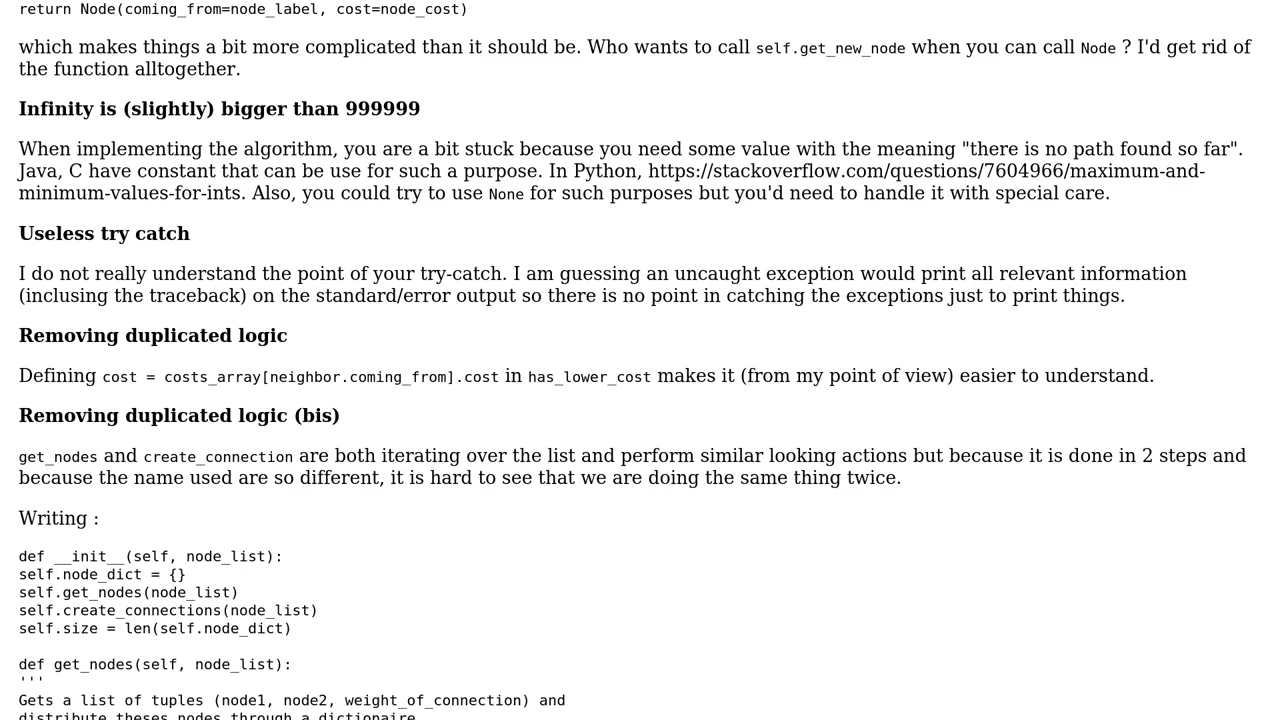 return Node(coming_from=node_label, cost=node_cost)
which makes things a bit more complicated than it should be. Who wants to call self.get_new_node when you can call Node ? I'd get rid of
the function alltogether.
Infinity is (slightly) bigger than 999999
When implementing the algorithm, you are a bit stuck because you need some value with the meaning "there is no path found so far".
Java, C have constant that can be use for such a purpose. In Python, https://stackoverflow.com/questions/7604966/maximum-and-
minimum-values-for-ints. Also, you could try to use None for such purposes but you'd need to handle it with special care.
Useless try catch
I do not really understand the point of your try-catch. I am guessing an uncaught exception would print all relevant information
(inclusing the traceback) on the standard/error output so there is no point in catching the exceptions just to print things.
Removing duplicated logic
Defining cost = costs_array[neighbor.coming_from].cost in has_lower_cost makes it (from my point of view) easier to understand.
Removing duplicated logic (bis)
get_nodes and create_connection are both iterating over the list and perform similar looking actions but because it is done in 2 steps and
because the name used are so different, it is hard to see that we are doing the same thing twice.
Writing :
def __init__(self, node_list):
self.node_dict = {}
self.get_nodes(node_list)
self.create_connections(node_list)
self.size = len(self.node_dict)
def get_nodes(self, node_list):
'''
Gets a list of tuples (node1, node2, weight_of_connection) and
distribute theses nodes through a dictionaire